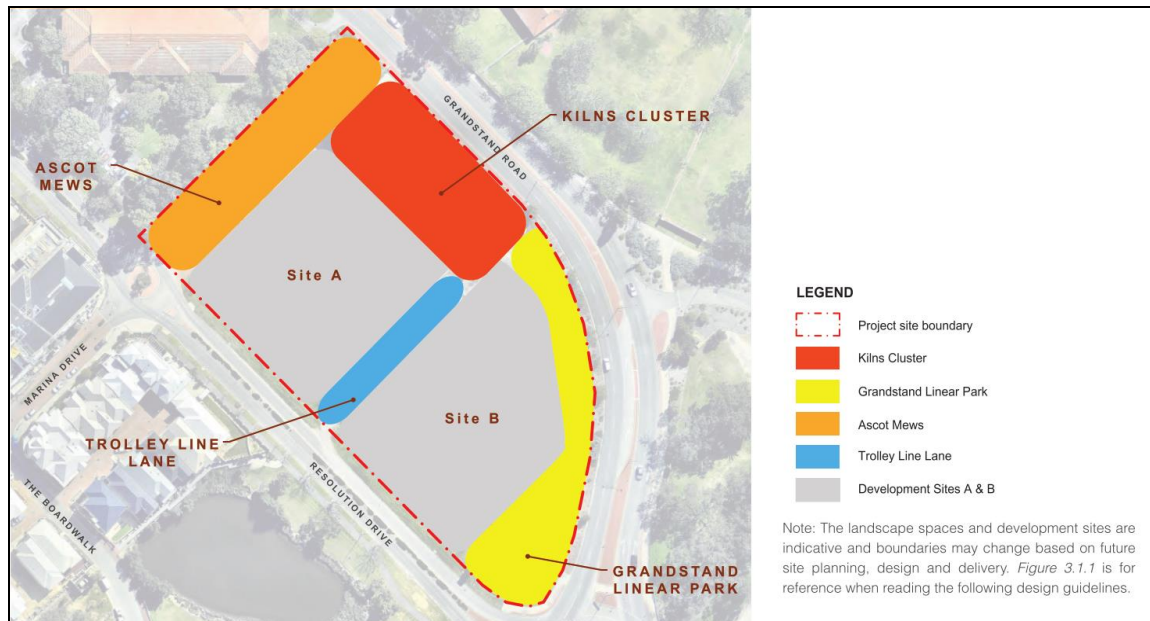 GRANDSTAND ROAD
KILNS CLUSTER
ASCOT
MEWS
Site A
MARINA DRIVE
Site B
TROLLEY LINE
LANE
RESOLUTION DRIVE
THE BOARDWALK
GRANDSTAND
LINEAR PARK
LEGEND
Project site boundary
Kilns Cluster
Grandstand Linear Park
Ascot Mews
Trolley Line Lane
Development Sites A & B
Note: The landscape spaces and development sites are
indicative and boundaries may change based on future
site planning, design and delivery. Figure 3.1.1 is for
reference when reading the following design guidelines.